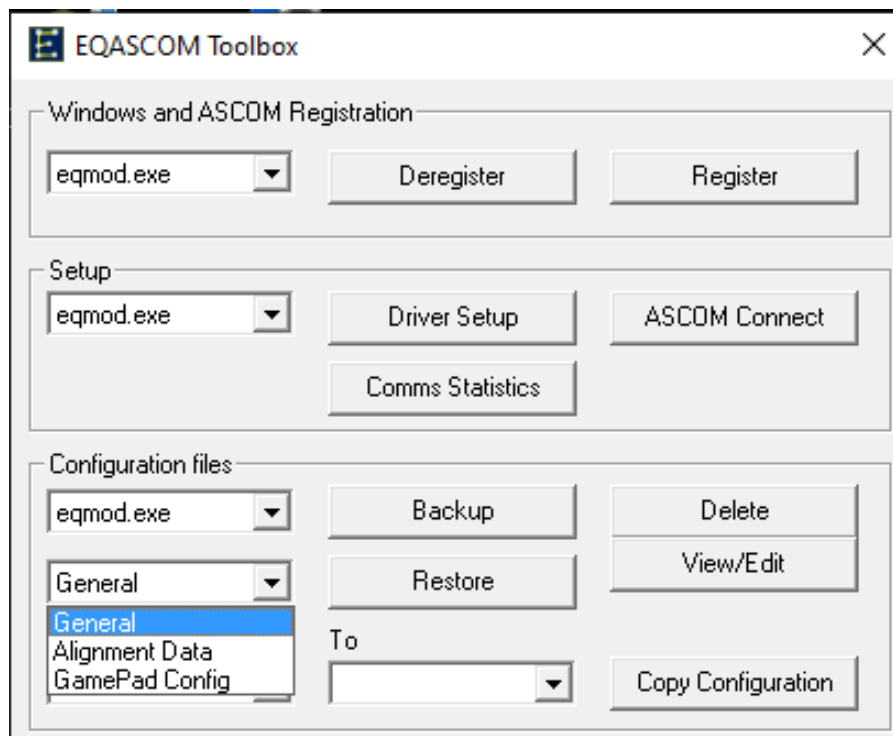 EQASCOM Toolbox
Windows and ASCOM Registration
eqmod.exe
Deregister
Register
Setup
eqmod.exe
Driver Setup
ASCOM Connect
Comms Statistics
Configuration files
eqmod.exe
Backup
Delete
General
Restore
View/Edit
General
Alignment Data
GamePad Config
To
Copy Configuration